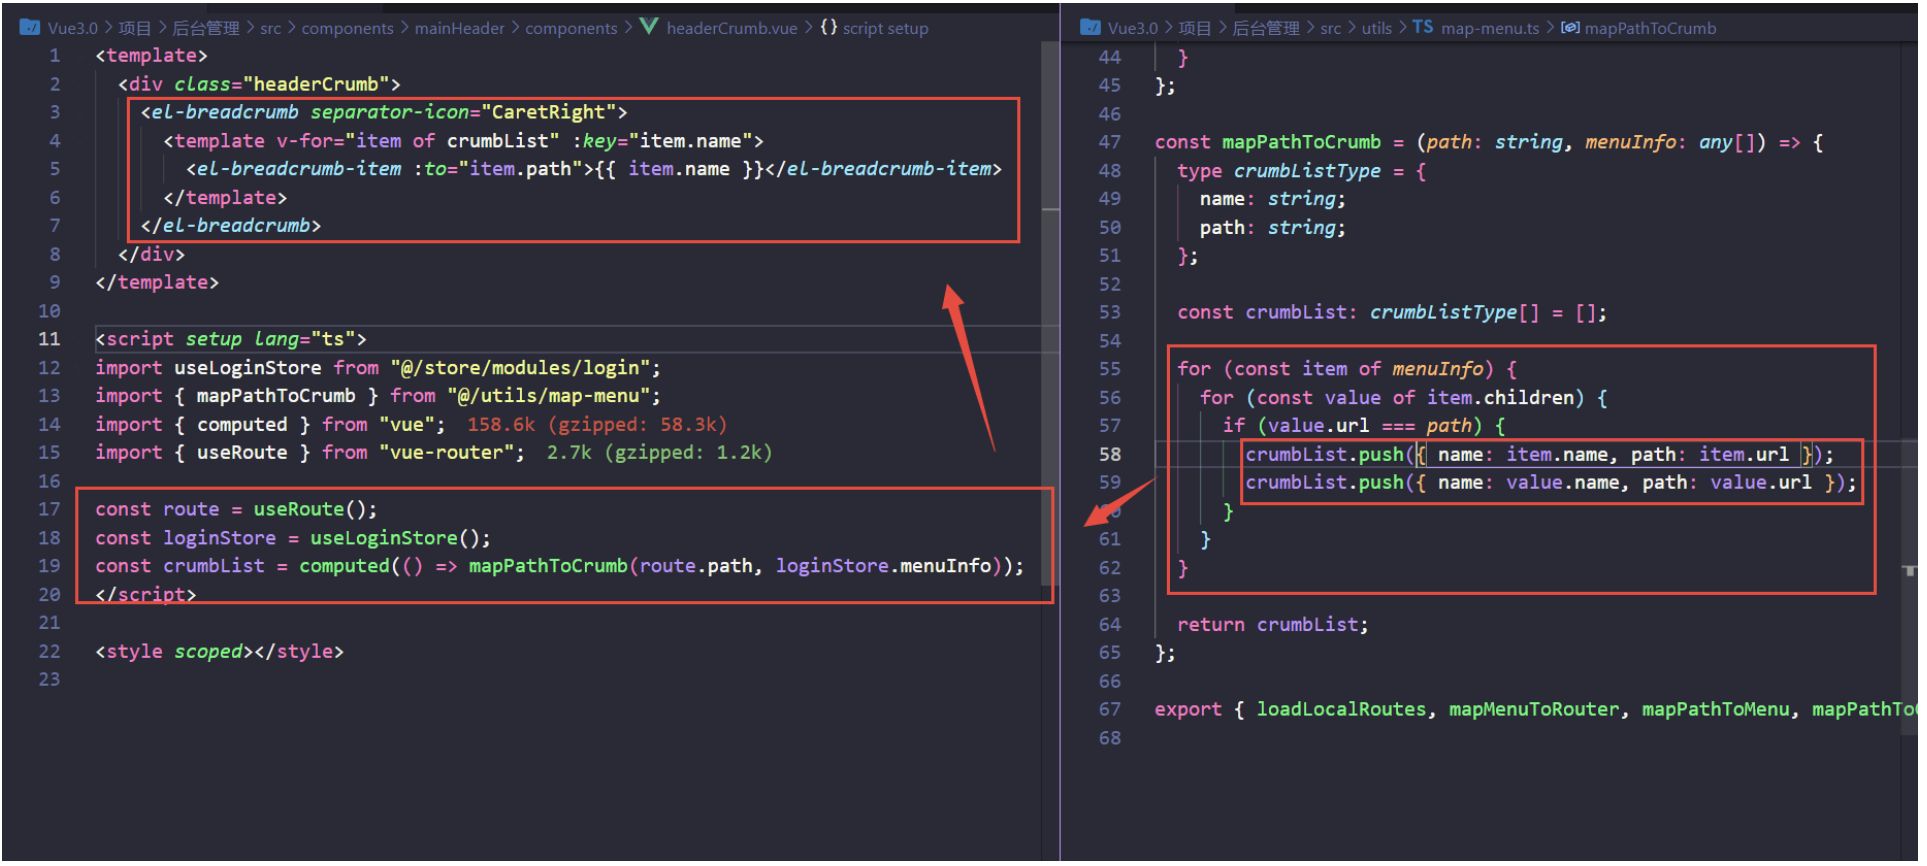 Vue3.0 > 项目 > 后台管理 > src > components > mainHeader > components > headerCrumb.vue > {} script setup
1 <template>
2 <div class="headerCrumb">
3 <el-breadcrumb separator-icon="CaretRight">
4 <template v-for="item of crumbList" :key="item.name">
5 <el-breadcrumb-item :to="item.path">{{ item.name }}</el-breadcrumb-item>
6 </template>
7 </el-breadcrumb>
8 </div>
9 </template>
10
11 <script setup lang="ts">
12 import useLoginStore from "@/store/modules/login";
13 import { mapPathToCrumb } from "@/utils/map-menu";
14 import { computed } from "vue"; 158.6k (gzipped: 58.3k)
15 import { useRoute } from "vue-router"; 2.7k (gzipped: 1.2k)
16
17 const route = useRoute();
18 const loginStore = useLoginStore();
19 const crumbList = computed(() => mapPathToCrumb(route.path, loginStore.menuInfo));
20 </script>
21
22 <style scoped></style>
23
Vue3.0 > 项目 > 后台管理 > src > utils > TS map-menu.ts > mapPathToCrumb
44 }
45 };
46
47 const mapPathToCrumb = (path: string, menuInfo: any[]) => {
48 type crumbListType = {
49 name: string;
50 path: string;
51 };
52
53 const crumbList: crumbListType[] = [];
54
55 for (const item of menuInfo) {
56 for (const value of item.children) {
57 if (value.url === path) {
58 crumbList.push({ name: item.name, path: item.url });
59 crumbList.push({ name: value.name, path: value.url });
60 }
61 }
62 }
63
64 return crumbList;
65 };
66
67 export { loadLocalRoutes, mapMenuToRouter, mapPathToMenu, mapPathToC
68